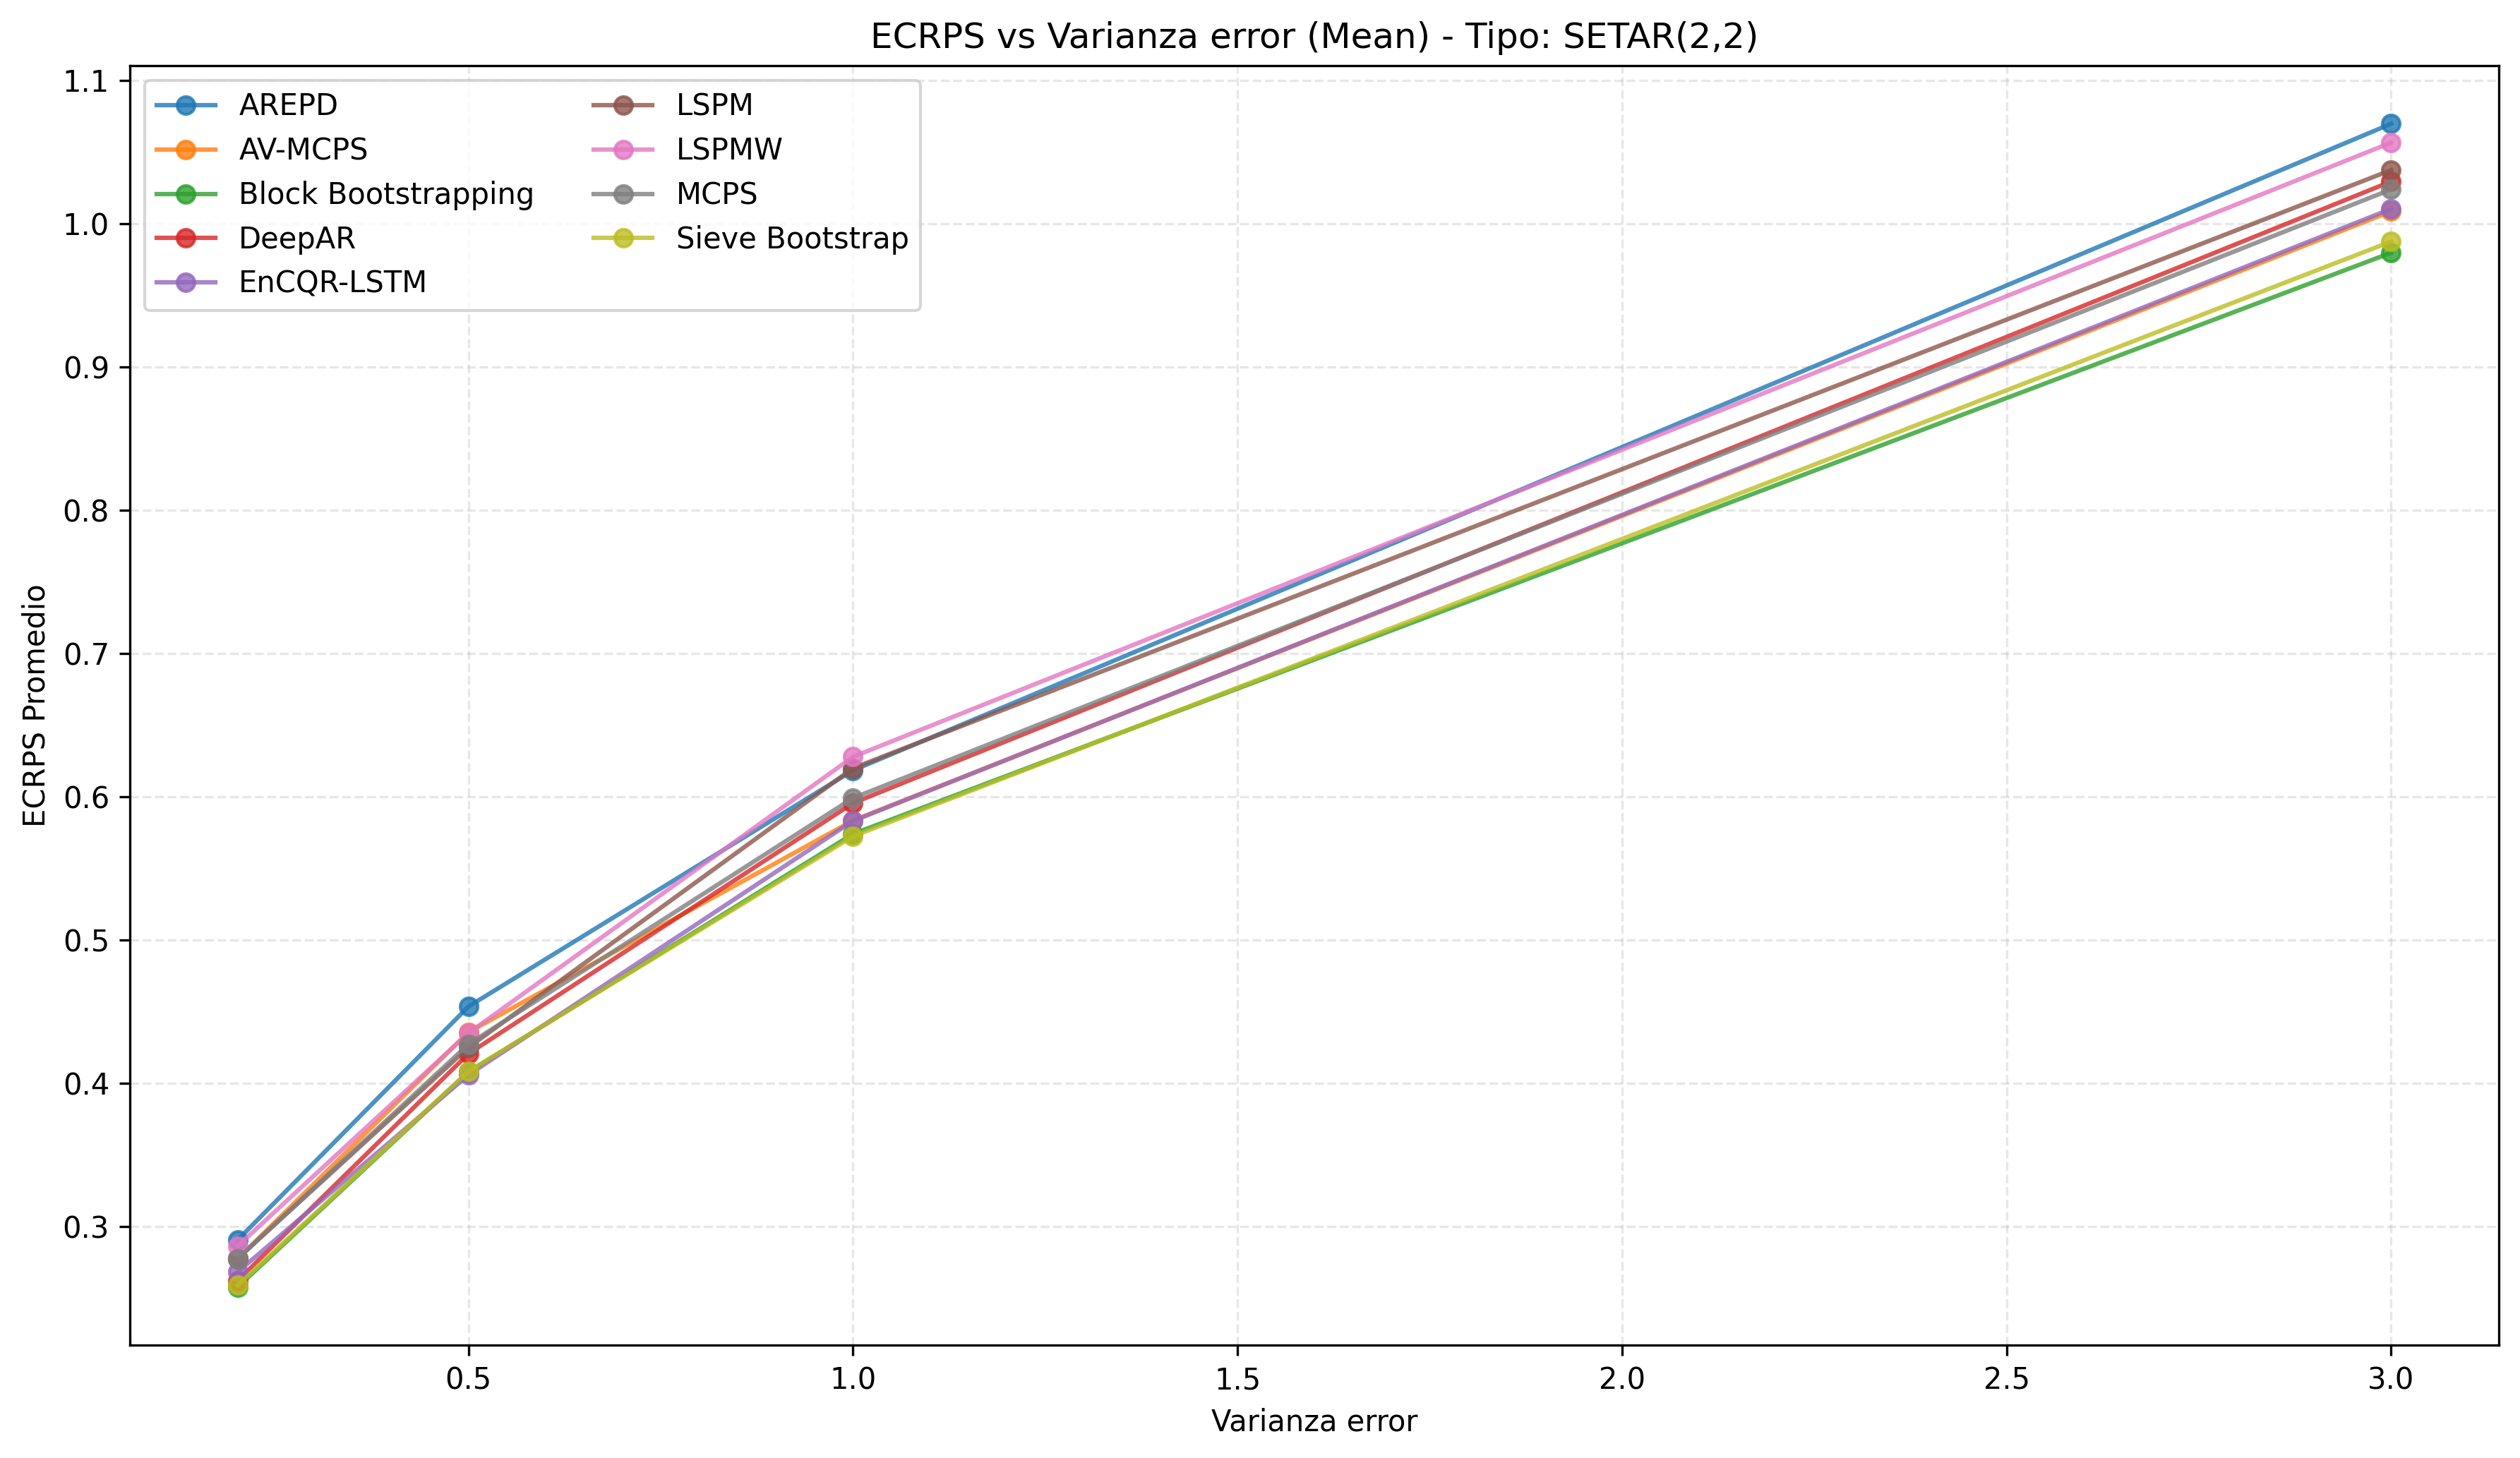 ECRPS vs Varianza error (Mean) - Tipo: SETAR(2,2)
AREPD
AV-MCPS
Block Bootstrapping
DeepAR
EnCQR-LSTM
LSPM
LSPMW
MCPS
Sieve Bootstrap
ECRPS Promedio
1.1
1.0
0.9
0.8
0.7
0.6
0.5
0.4
0.3
0.5 1.0 1.5 2.0 2.5 3.0
Varianza error